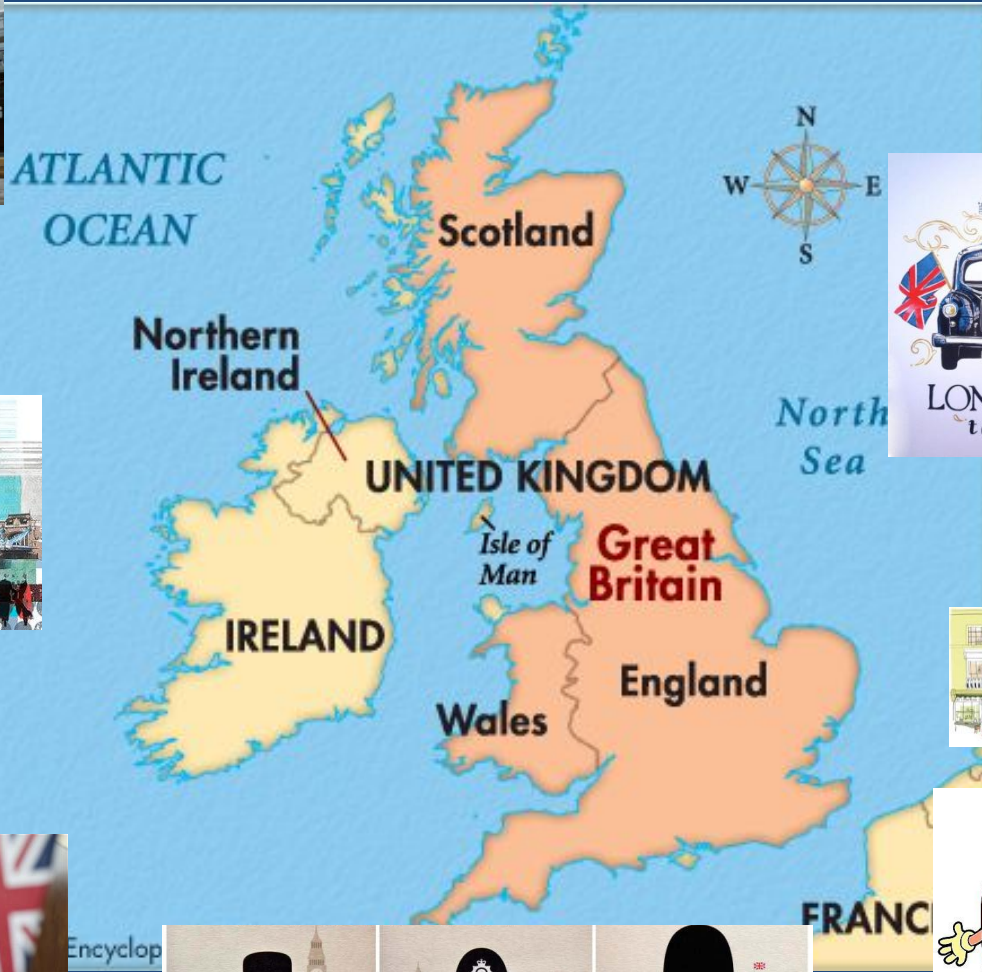 N
W
E
S
ATLANTIC
OCEAN
Scotland
Northern
Ireland
North
Sea
UNITED KINGDOM
Isle of
Man
Great
Britain
IRELAND
England
Wales
FRANC
Encyclop
LON
t